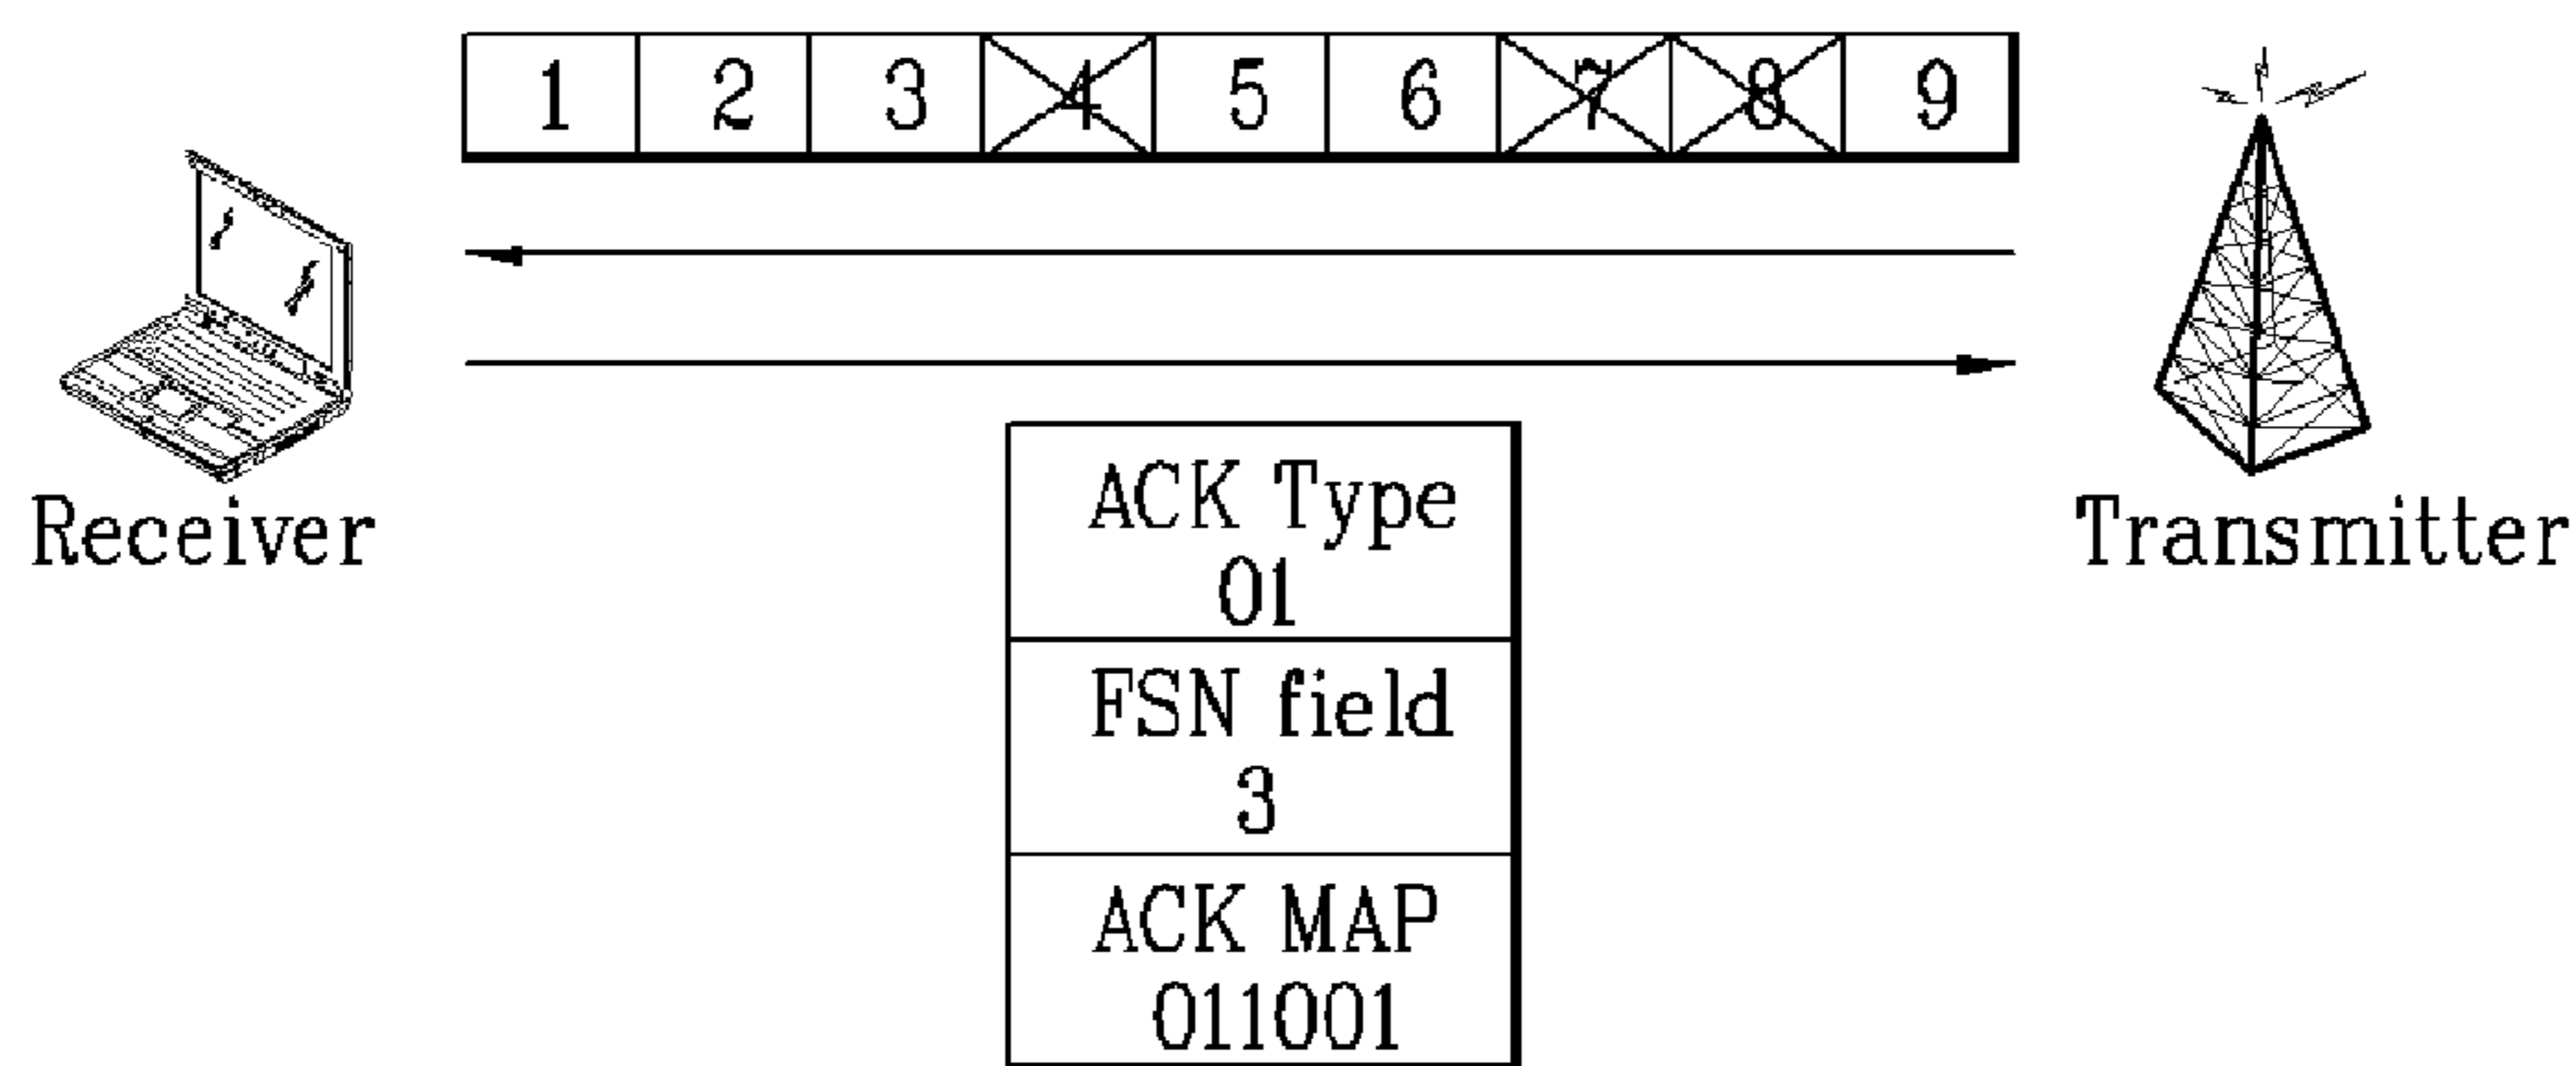 1 2 3 4 5 6 7 8 9
Receiver
Transmitter
ACK Type
01
FSN field
3
ACK MAP
011001